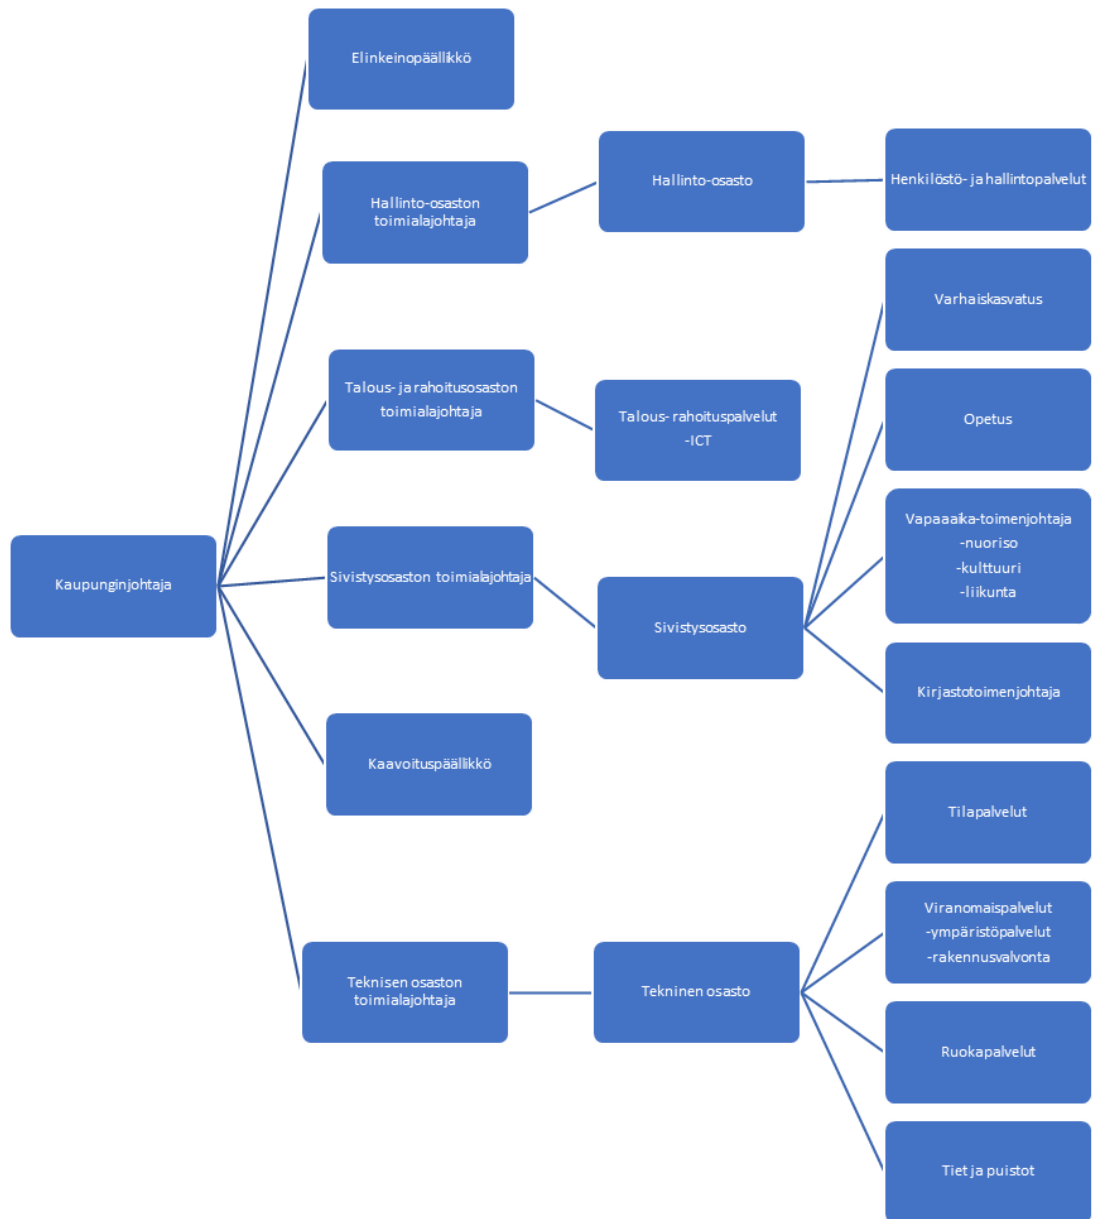 Elinkeinopäällikkö
Hallinto-osaston
toimialajohtaja
Hallinto-osasto
Henkilöstö- ja hallintopalvelut
Varhaiskasvatus
Talous- ja rahoitusosaston
toimialajohtaja
Talous- rahoituspalvelut
-ICT
Opetus
Vapaaaika-toimenjohtaja
-nuoriso
-kulttuuri
-liikunta
Kaupunginjohtaja
Sivistysosaston toimialajohtaja
Sivistysosasto
Kirjastotoimenjohtaja
Kaavoituspäällikkö
Tilapalvelut
Viranomaispalvelut
-ympäristöpalvelut
-rakennusvalvonta
Teknisen osaston
toimialajohtaja
Tekninen osasto
Ruokapalvelut
Tiet ja puistot